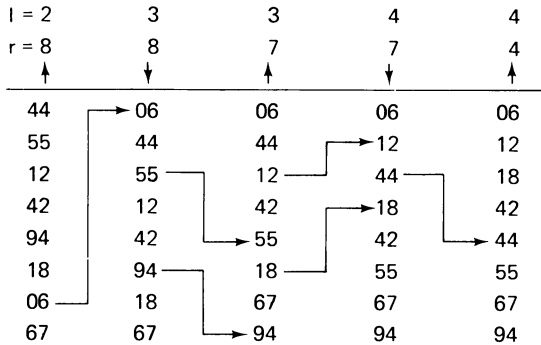 l = 2 3 3 4 4
r = 8 8 7 7 4
44 06 06 06 06
55 44 44 12 12
12 55 12 44 18
42 12 42 18 42
94 42 55 42 44
18 94 18 55 55
06 18 67 67 67
67 67 94 94 94